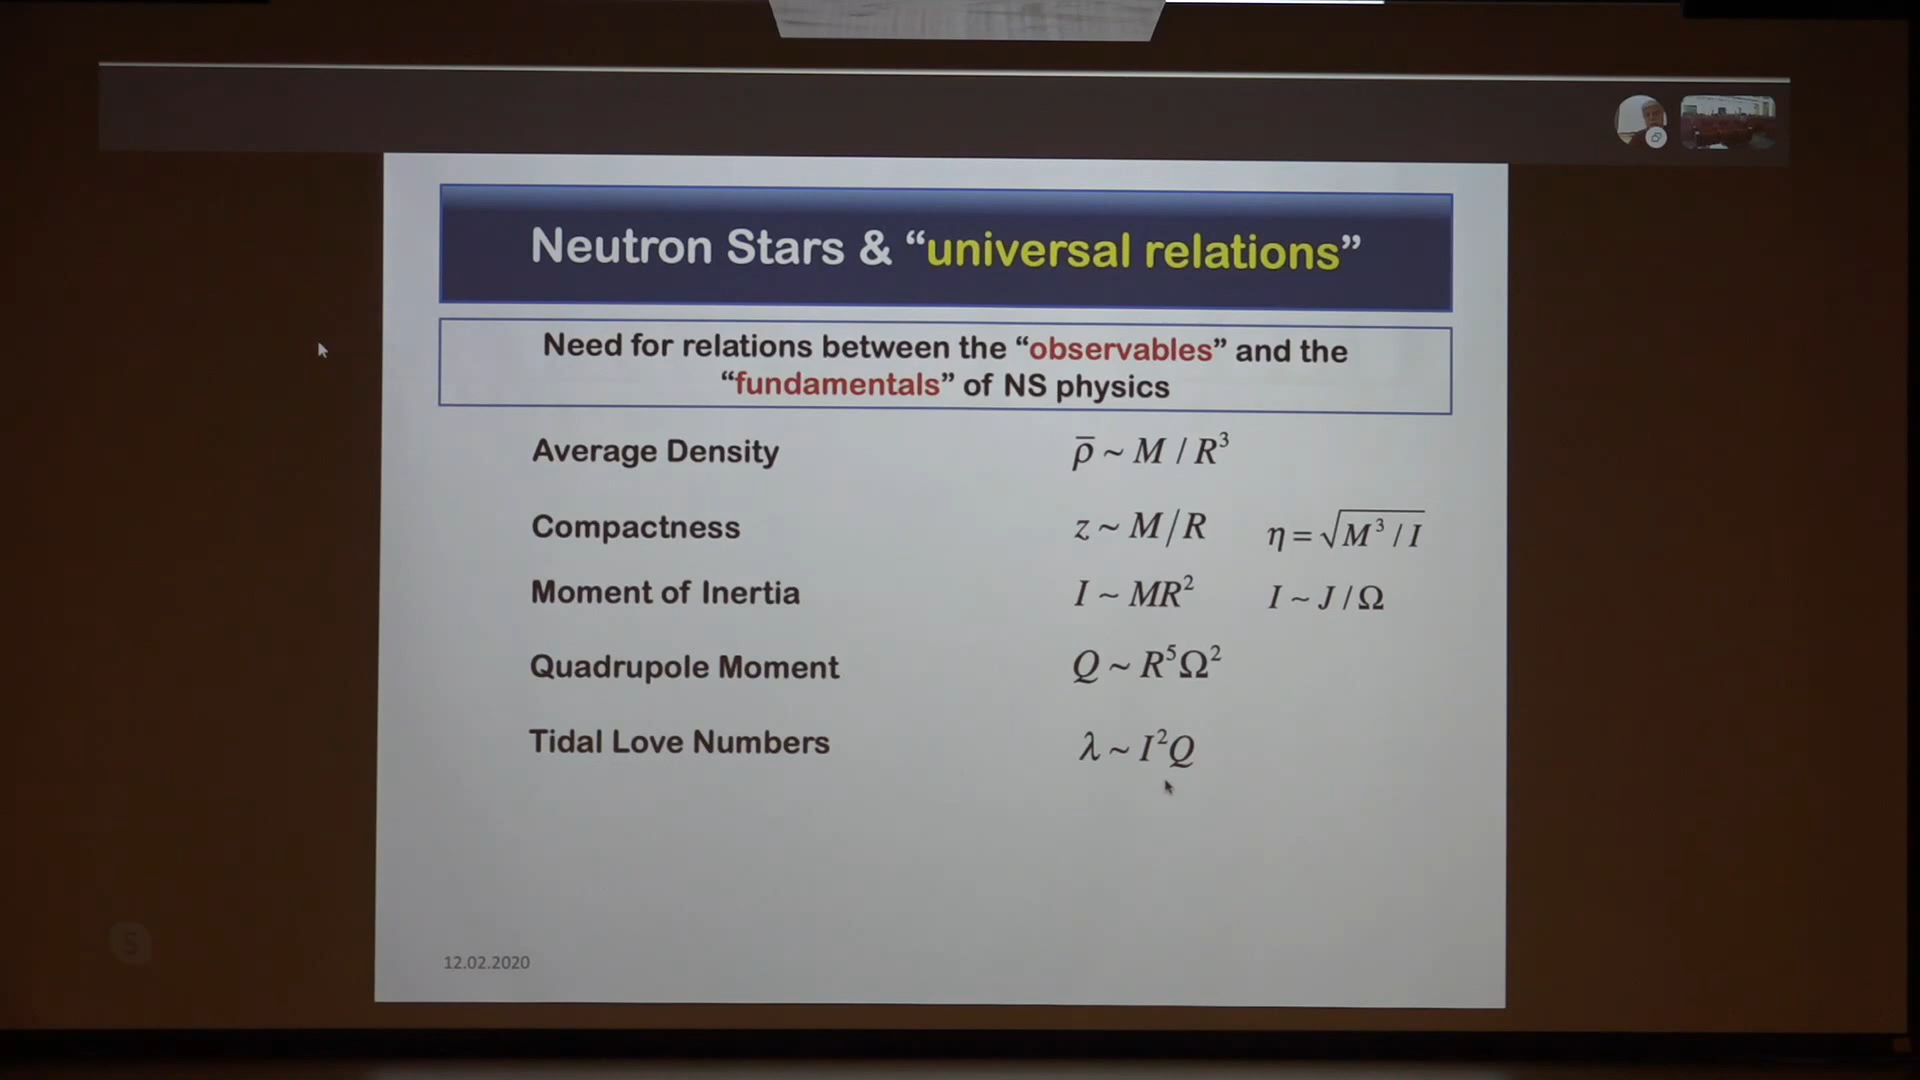 Neutron Stars & “universal relations”
Need for relations between the “observables” and the
“fundamentals” of NS physics
Average Density ρ̄ ~ M / R³
Compactness z ~ M/R η = √M³ / I
Moment of Inertia I ~ MR² I ~ J / Ω
Quadrupole Moment Q ~ R⁵Ω²
Tidal Love Numbers λ ~ I²Q
S
12.02.2020